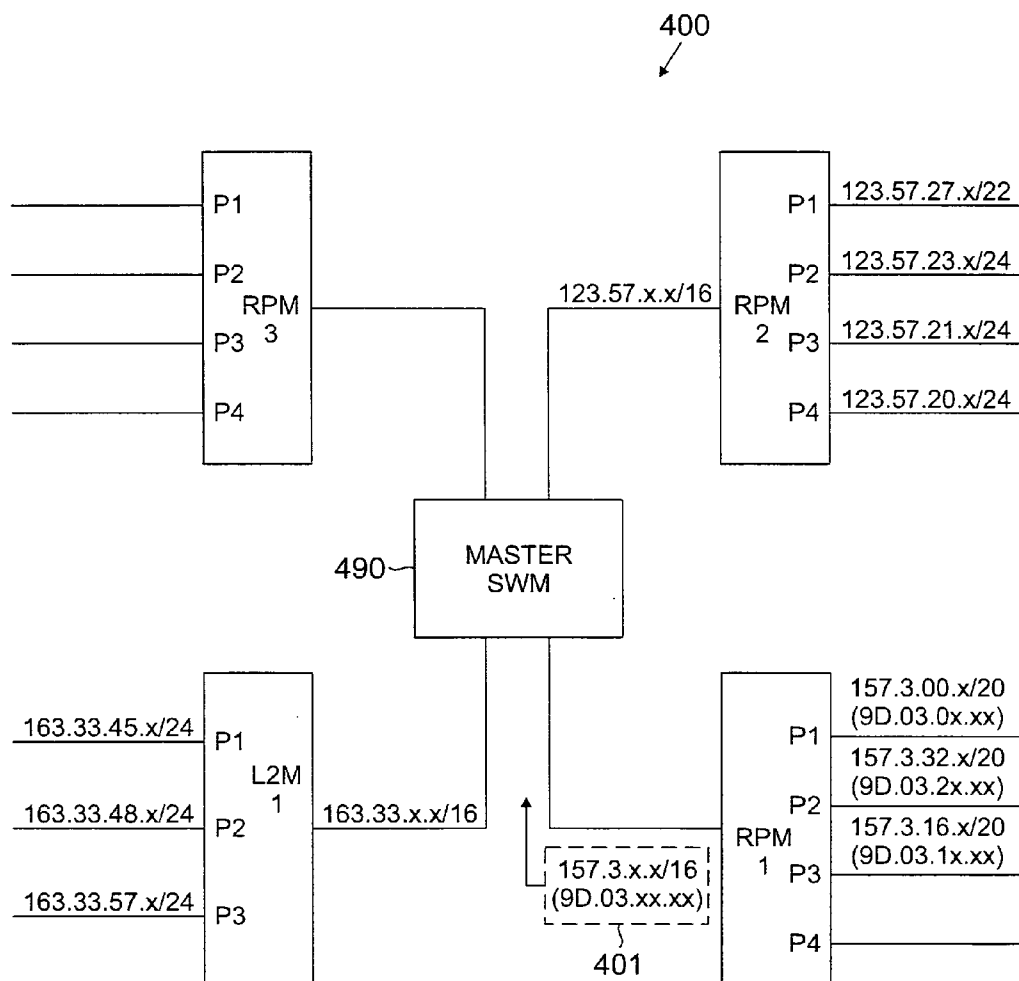 400
P1
P2
RPM
3
P3
P4
123.57.x.x/16
P1
P2
RPM
2
P3
P4
123.57.27.x/22
123.57.23.x/24
123.57.21.x/24
123.57.20.x/24
490
MASTER
SWM
163.33.45.x/24
163.33.48.x/24
163.33.57.x/24
P1
L2M
1
P2
P3
163.33.x.x/16
157.3.x.x/16
(9D.03.xx.xx)
401
P1
P2
RPM
1
P3
P4
157.3.00.x/20
(9D.03.0x.xx)
157.3.32.x/20
(9D.03.2x.xx)
157.3.16.x/20
(9D.03.1x.xx)